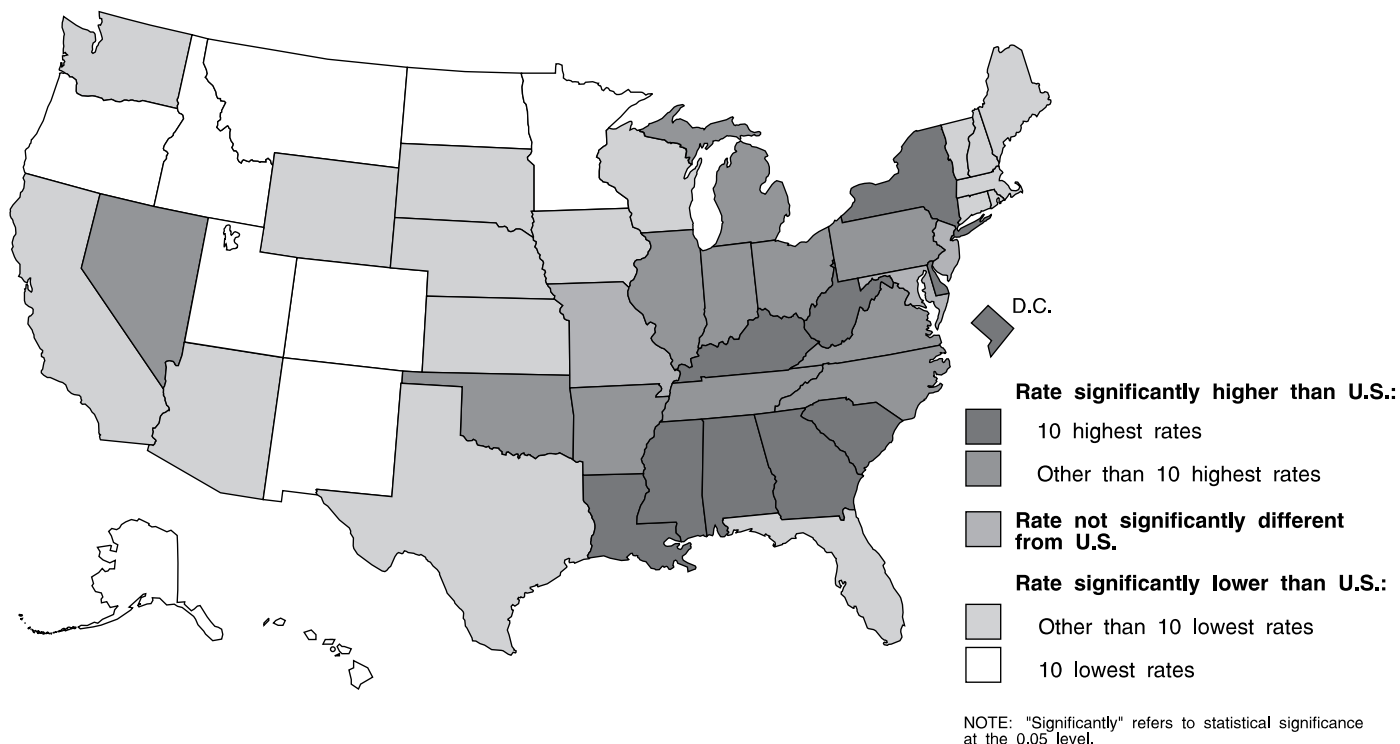 D.C.
Rate significantly higher than U.S.:
10 highest rates
Other than 10 highest rates
Rate not significantly different
from U.S.
Rate significantly lower than U.S.:
Other than 10 lowest rates
10 lowest rates
NOTE: "Significantly" refers to statistical significance
at the 0.05 level.